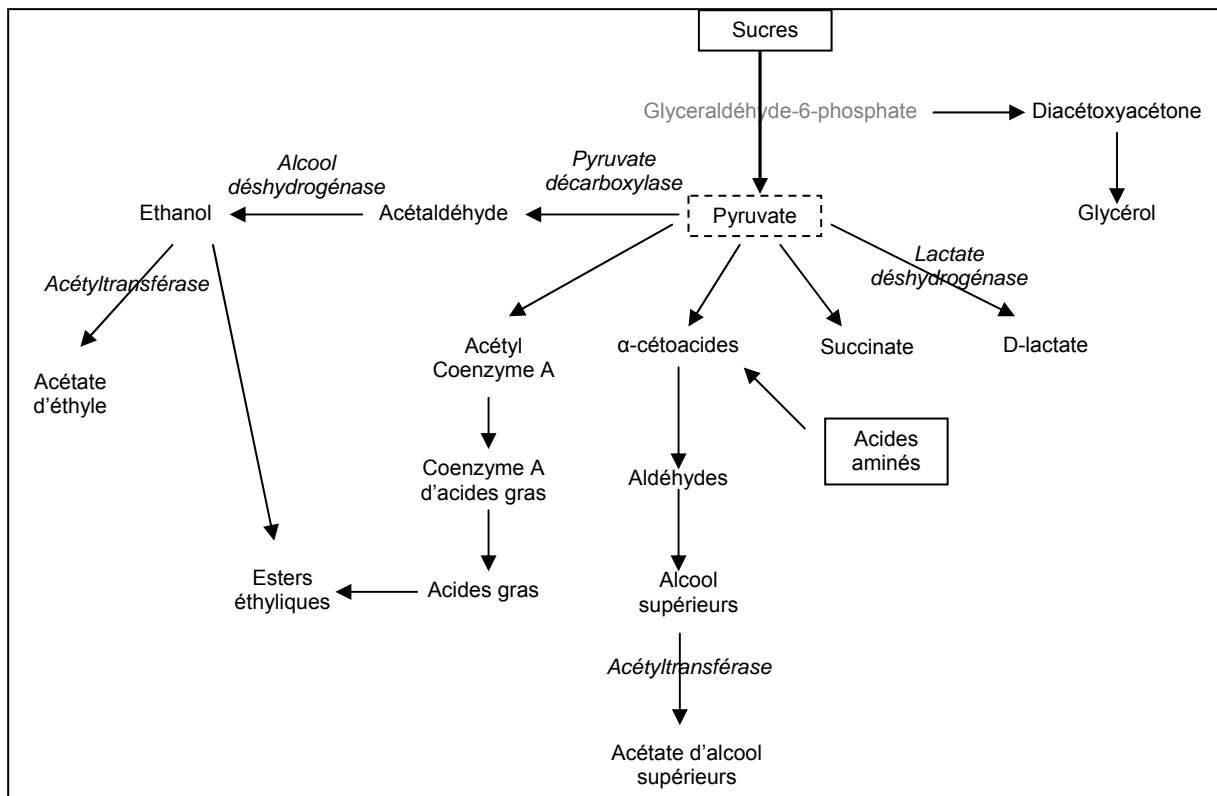 Sucres
Glyceraldéhyde-6-phosphate
Diacétoxyacétone
Alcool
déshydrogénase
Pyruvate
décarboxylase
Ethanol
Acétaldéhyde
Pyruvate
Glycérol
Acétyltransférase
Lactate
déshydrogénase
Acétyl
Coenzyme A
α-cétoacides
Succinate
D-lactate
Acétate
d’éthyle
Acides
aminés
Coenzyme A
d’acides gras
Aldéhydes
Esters
éthyliques
Acides gras
Alcool
supérieurs
Acétyltransférase
Acétate d’alcool
supérieurs